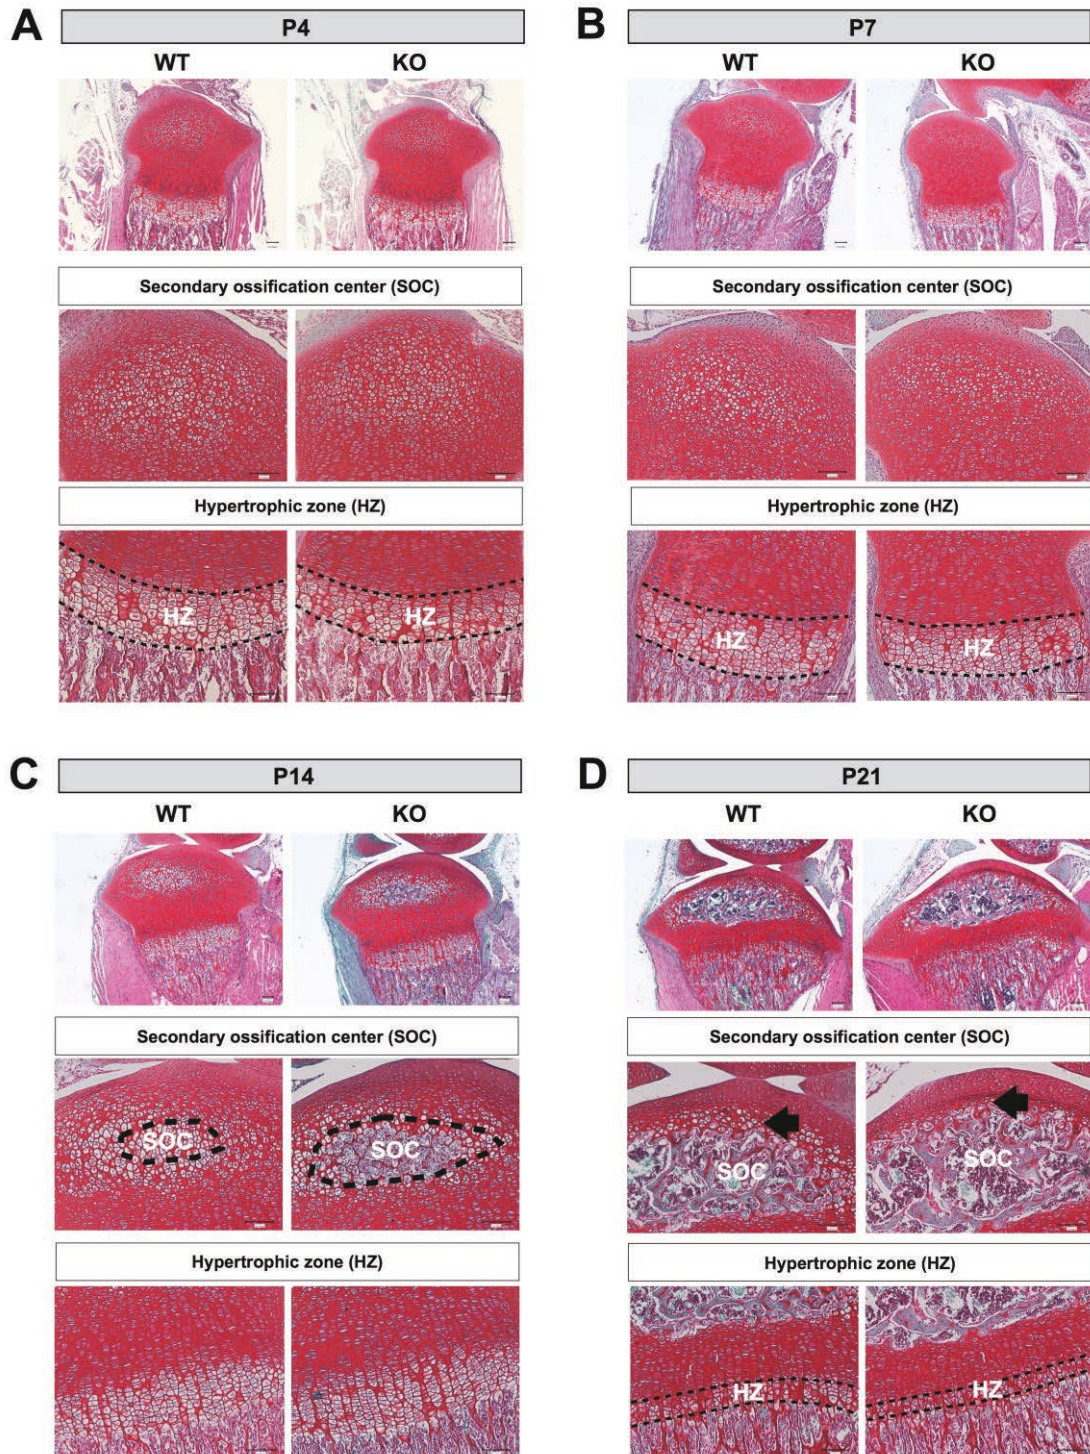 A
P4
WT
KO
Secondary ossification center (SOC)
Hypertrophic zone (HZ)
HZ
HZ
B
P7
WT
KO
Secondary ossification center (SOC)
Hypertrophic zone (HZ)
HZ
HZ
C
P14
WT
KO
Secondary ossification center (SOC)
SOC
SOC
Hypertrophic zone (HZ)
D
P21
WT
KO
Secondary ossification center (SOC)
SOC
SOC
Hypertrophic zone (HZ)
HZ
HZ